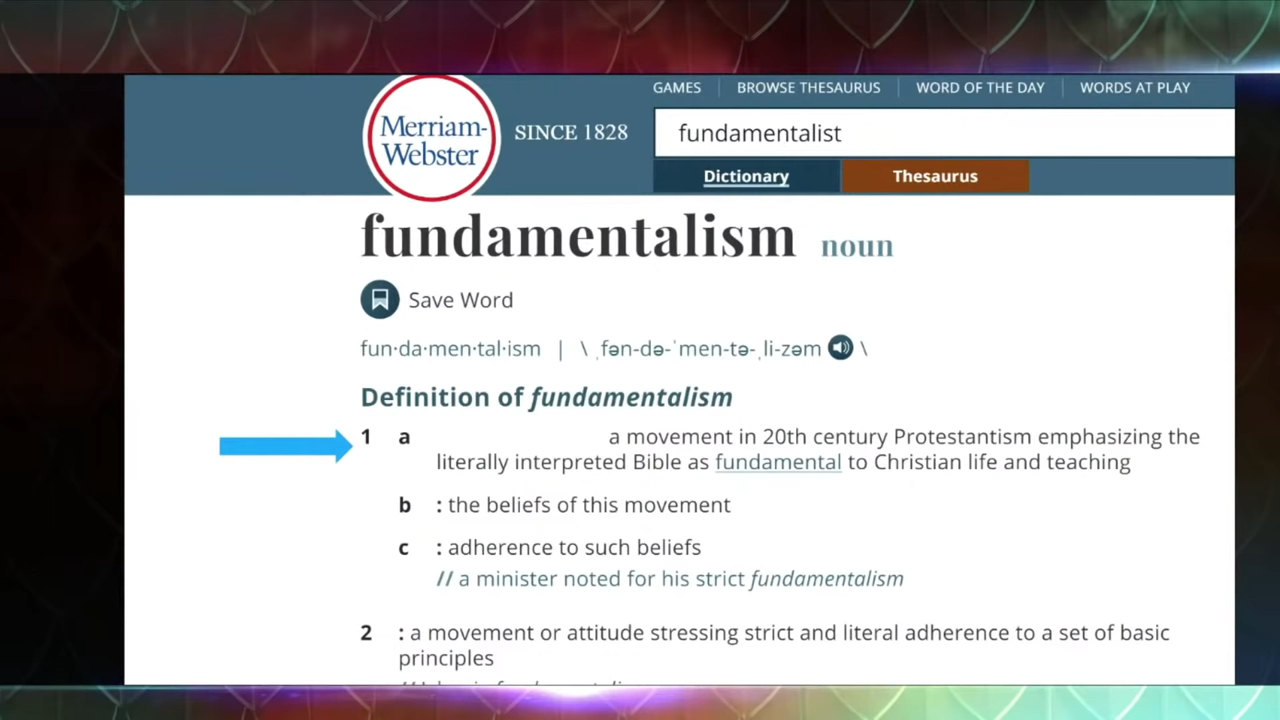 GAMES BROWSE THESAURUS WORD OF THE DAY WORDS AT PLAY
Merriam-
Webster
SINCE 1828
fundamentalist
Dictionary Thesaurus
fundamentalism noun
Save Word
fun·da·men·tal·ism | \ ˌfən-də-ˈmen-tə-ˌli-zəm \
Definition of fundamentalism
1 a a movement in 20th century Protestantism emphasizing the
literally interpreted Bible as fundamental to Christian life and teaching
b : the beliefs of this movement
c : adherence to such beliefs
// a minister noted for his strict fundamentalism
2 : a movement or attitude stressing strict and literal adherence to a set of basic
principles